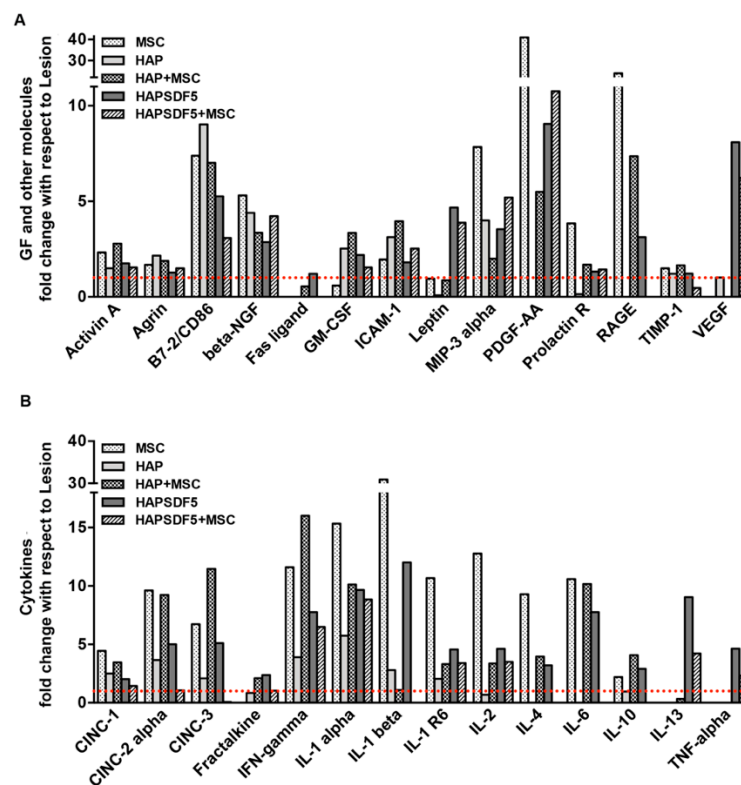 A
GF and other molecules
fold change with respect to Lesion
40
30
10
5
0
MSC
HAP
HAP+MSC
HAPSDF5
HAPSDF5+MSC
Activin A
Agrin
B7-2/CD86
beta-NGF
Fas ligand
GM-CSF
ICAM-1
Leptin
MIP-3 alpha
PDGF-AA
Prolactin R
RAGE
TIMP-1
VEGF
B
Cytokines
fold change with respect to Lesion
40
30
15
10
5
0
MSC
HAP
HAP+MSC
HAPSDF5
HAPSDF5+MSC
CINC-1
CINC-2 alpha
CINC-3
Fractalkine
IFN-gamma
IL-1 alpha
IL-1 beta
IL-1 R6
IL-2
IL-4
IL-6
IL-10
IL-13
TNF-alpha